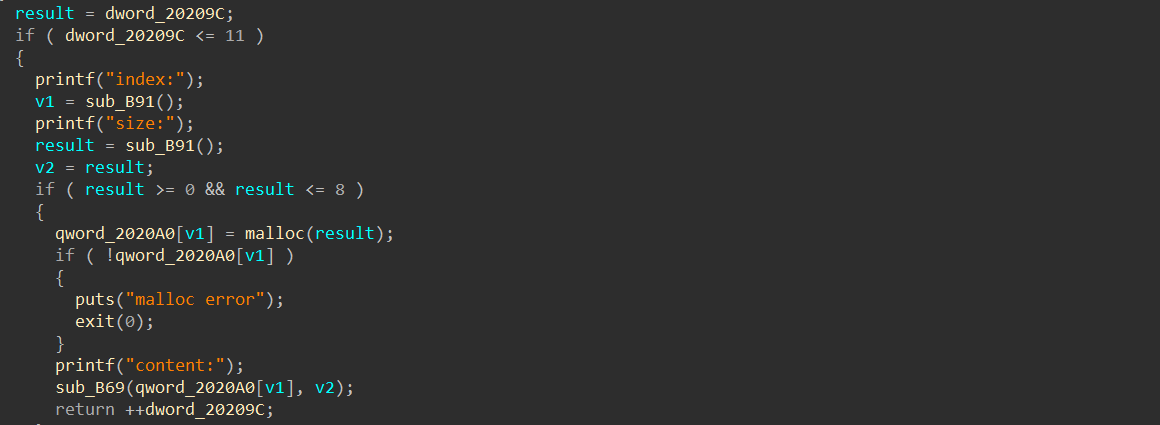 result = dword_20209C;
if ( dword_20209C <= 11 )
{
printf("index:");
v1 = sub_B91();
printf("size:");
result = sub_B91();
v2 = result;
if ( result >= 0 && result <= 8 )
{
qword_2020A0[v1] = malloc(result);
if ( !qword_2020A0[v1] )
{
puts("malloc error");
exit(0);
}
printf("content:");
sub_B69(qword_2020A0[v1], v2);
return ++dword_20209C;